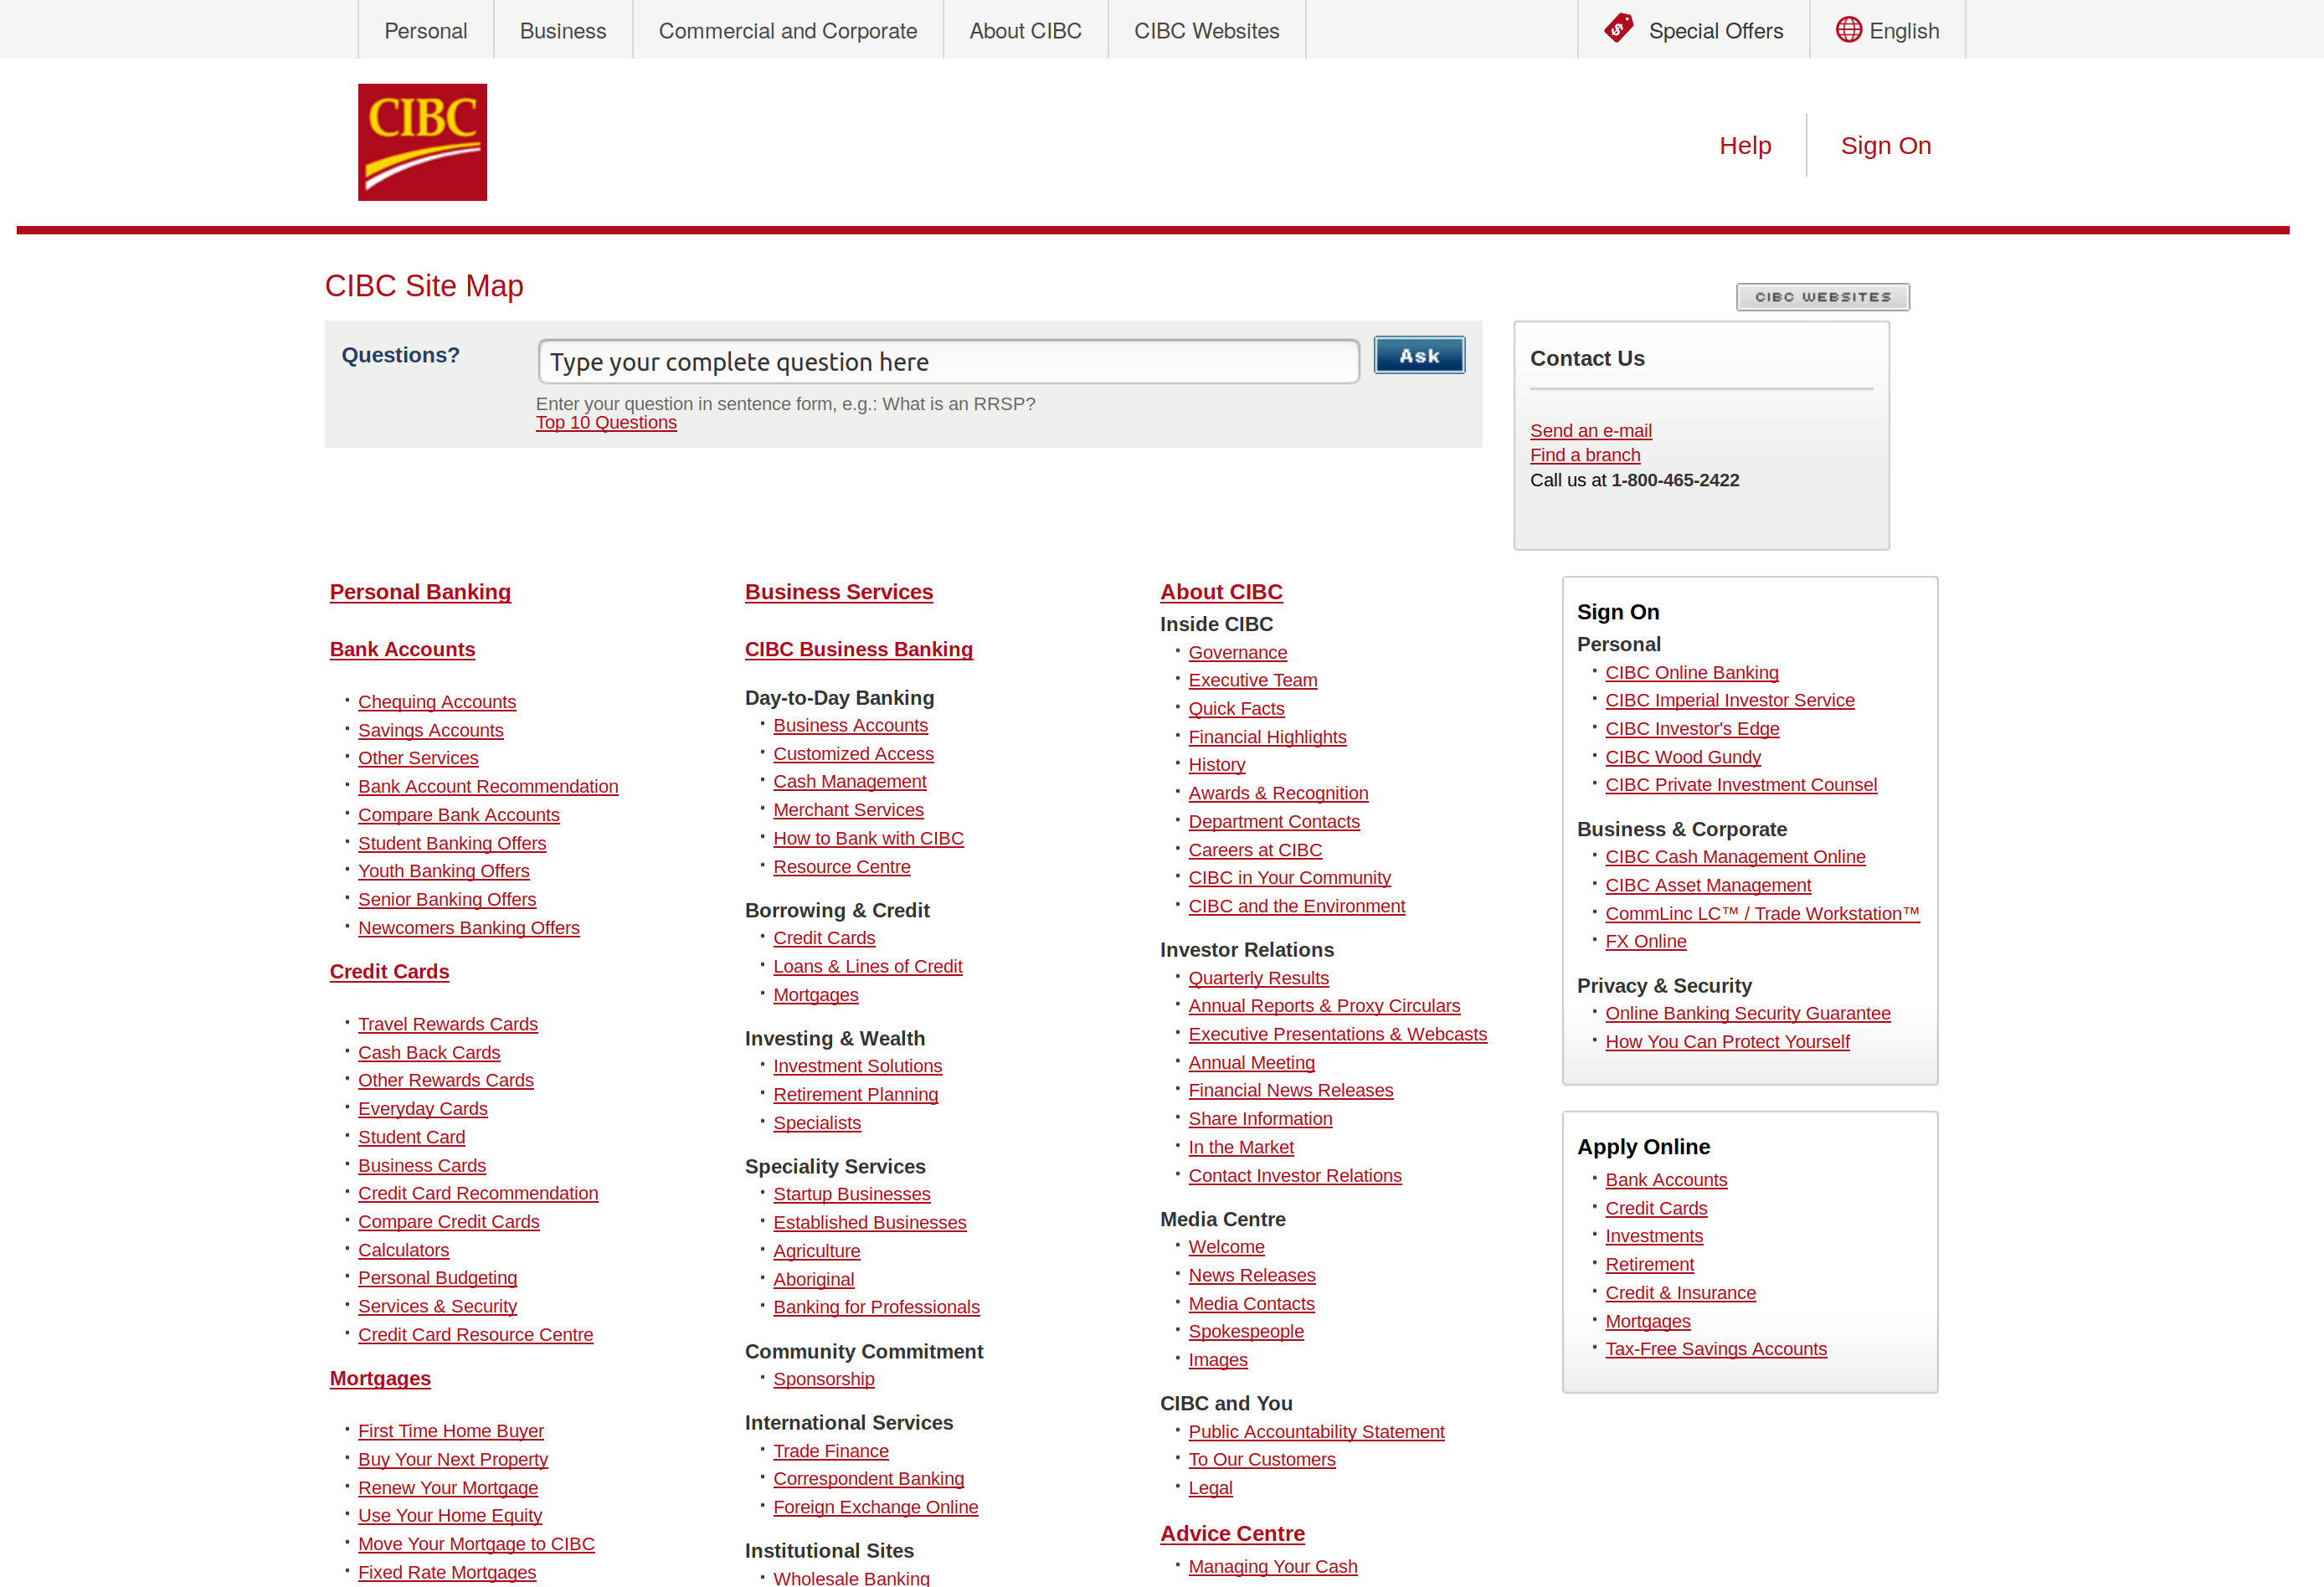 Personal
Business
Commercial and Corporate
About CIBC
CIBC Websites
Special Offers
English
CIBC
Help
Sign On
CIBC Site Map
CIBC WEBSITES
Questions?
Type your complete question here
Ask
Enter your question in sentence form, e.g.: What is an RRSP?
Top 10 Questions
Contact Us
Send an e-mail
Find a branch
Call us at 1-800-465-2422
Personal Banking
Bank Accounts
Chequing Accounts
Savings Accounts
Other Services
Bank Account Recommendation
Compare Bank Accounts
Student Banking Offers
Youth Banking Offers
Senior Banking Offers
Newcomers Banking Offers
Credit Cards
Travel Rewards Cards
Cash Back Cards
Other Rewards Cards
Everyday Cards
Student Card
Business Cards
Credit Card Recommendation
Compare Credit Cards
Calculators
Personal Budgeting
Services & Security
Credit Card Resource Centre
Mortgages
First Time Home Buyer
Buy Your Next Property
Renew Your Mortgage
Use Your Home Equity
Move Your Mortgage to CIBC
Fixed Rate Mortgages
Business Services
CIBC Business Banking
Day-to-Day Banking
Business Accounts
Customized Access
Cash Management
Merchant Services
How to Bank with CIBC
Resource Centre
Borrowing & Credit
Credit Cards
Loans & Lines of Credit
Mortgages
Investing & Wealth
Investment Solutions
Retirement Planning
Specialists
Speciality Services
Startup Businesses
Established Businesses
Agriculture
Aboriginal
Banking for Professionals
Community Commitment
Sponsorship
International Services
Trade Finance
Correspondent Banking
Foreign Exchange Online
Institutional Sites
Wholesale Banking
About CIBC
Inside CIBC
Governance
Executive Team
Quick Facts
Financial Highlights
History
Awards & Recognition
Department Contacts
Careers at CIBC
CIBC in Your Community
CIBC and the Environment
Investor Relations
Quarterly Results
Annual Reports & Proxy Circulars
Executive Presentations & Webcasts
Annual Meeting
Financial News Releases
Share Information
In the Market
Contact Investor Relations
Media Centre
Welcome
News Releases
Media Contacts
Spokespeople
Images
CIBC and You
Public Accountability Statement
To Our Customers
Legal
Advice Centre
Managing Your Cash
Sign On
Personal
CIBC Online Banking
CIBC Imperial Investor Service
CIBC Investor's Edge
CIBC Wood Gundy
CIBC Private Investment Counsel
Business & Corporate
CIBC Cash Management Online
CIBC Asset Management
CommLinc LC™ / Trade Workstation™
FX Online
Privacy & Security
Online Banking Security Guarantee
How You Can Protect Yourself
Apply Online
Bank Accounts
Credit Cards
Investments
Retirement
Credit & Insurance
Mortgages
Tax-Free Savings Accounts